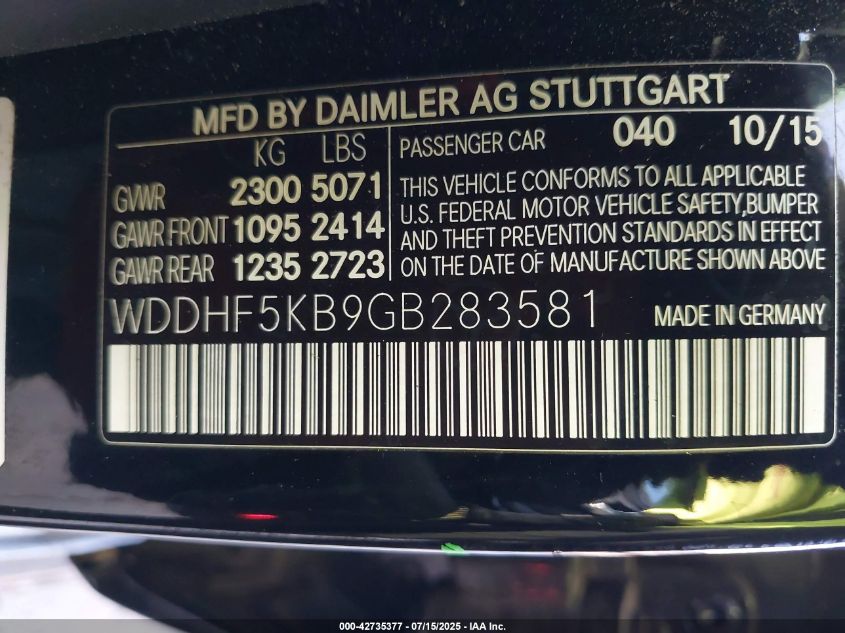 MFD BY DAIMLER AG STUTTGART
KG LBS
GVWR 2300 5071
GAWR FRONT 1095 2414
GAWR REAR 1235 2723
PASSENGER CAR 040 10/15
THIS VEHICLE CONFORMS TO ALL APPLICABLE
U.S. FEDERAL MOTOR VEHICLE SAFETY,BUMPER
AND THEFT PREVENTION STANDARDS IN EFFECT
ON THE DATE OF MANUFACTURE SHOWN ABOVE
WDDHF5KB9GB283581 MADE IN GERMANY
000-42735377 - 07/15/2025 - IAA Inc.